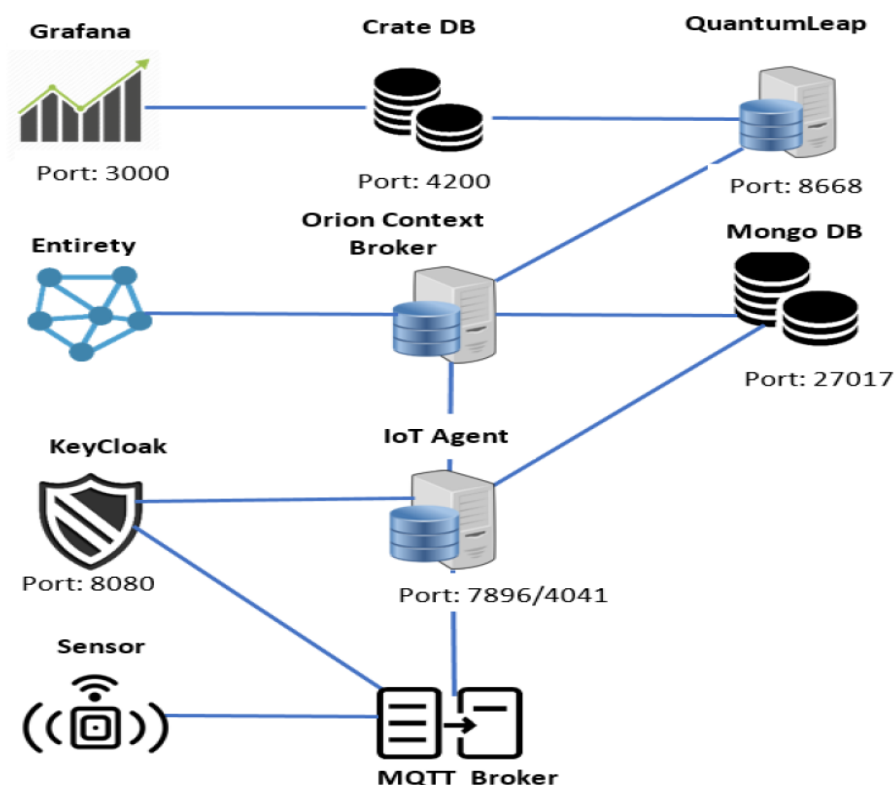 Grafana
Crate DB
QuantumLeap
Port: 3000
Port: 4200
Port: 8668
Entirety
Orion Context
Broker
Mongo DB
Port: 27017
KeyCloak
IoT Agent
Port: 8080
Port: 7896/4041
Sensor
MQTT Broker